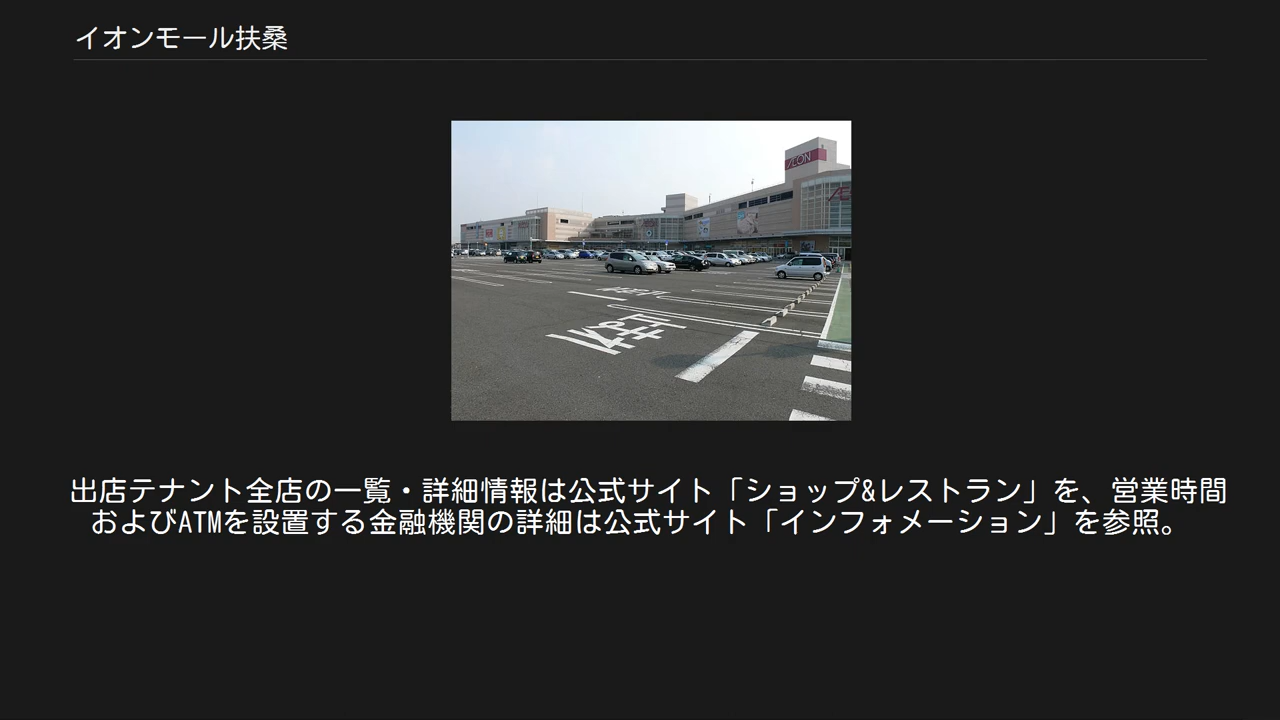 イオンモール扶桑
ÆON
出店テナント全店の一覧・詳細情報は公式サイト「ショップ&レストラン」を、営業時間
およびATMを設置する金融機関の詳細は公式サイト「インフォメーション」を参照。